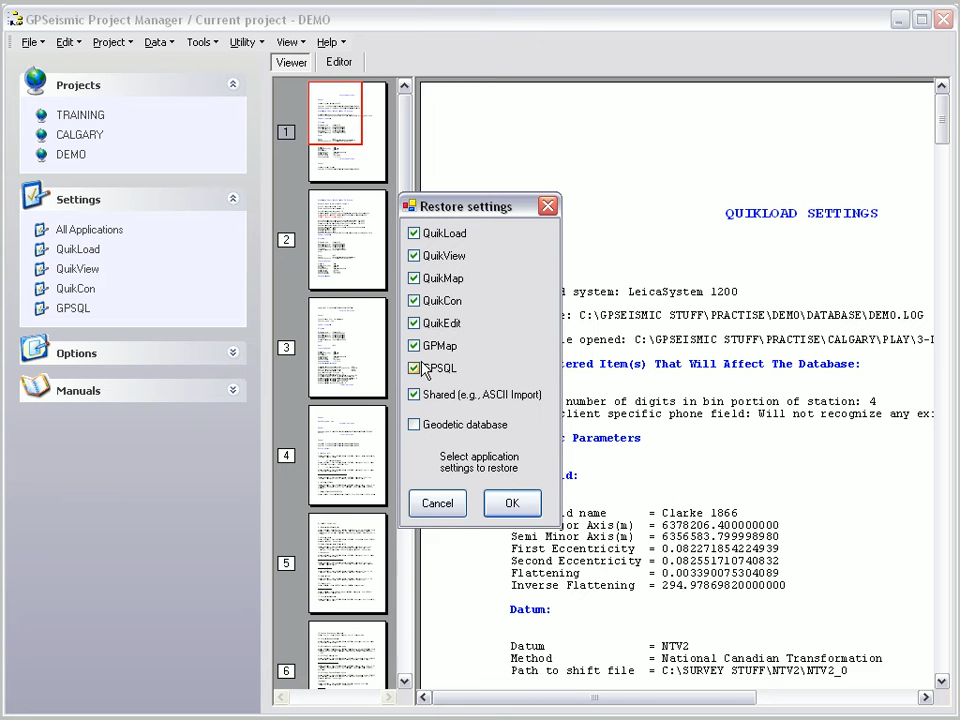 GPSeismic Project Manager / Current project - DEMO
File Edit Project Data Tools Utility View Help
Viewer Editor
Projects
TRAINING
CALGARY
DEMO
Settings
All Applications
QuikLoad
QuikView
QuikCon
GPSQL
Options
Manuals
1
2
3
4
5
6
Restore settings
QuikLoad
QuikView
QuikMap
QuikCon
QuikEdit
GPMap
GPSQL
Shared (e.g., ASCII Import)
Geodetic database
Select application
settings to restore
Cancel OK
QUIKLOAD SETTINGS
d system: LeicaSystem 1200
e: C:\GPSEISMIC STUFF\PRACTISE\DEMO\DATABASE\DEMO.LOG
le opened: C:\GPSEISMIC STUFF\PRACTISE\CALGARY\PLAY\3-
tered Item(s) That Will Affect The Database:
number of digits in bin portion of station: 4
client specific phone field: Will not recognize any ex
c Parameters
d:
d name = Clarke 1866
jor Axis(m) = 6378206.400000000
Semi Minor Axis(m) = 6356583.799998980
First Eccentricity = 0.082271854224939
Second Eccentricity = 0.082551710740832
Flattening = 0.003390075304089
Inverse Flattening = 294.97869820000000
Datum:
Datum = NTV2
Method = National Canadian Transformation
Path to shift file = C:\SURVEY STUFF\NTV2\NTV2_0